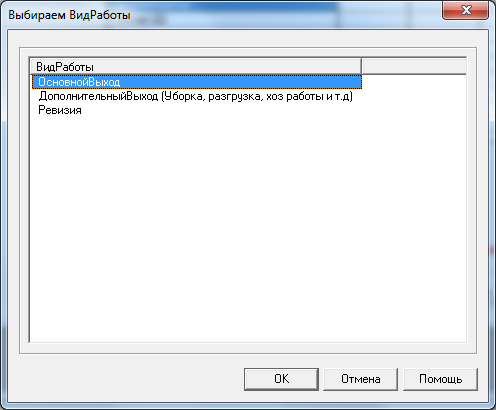 Выбираем ВидРаботы
ВидРаботы
ОсновнойВыход
ДополнительныйВыход (Уборка, разгрузка, хоз работы и т.д)
Ревизия
OK
Отмена
Помощь